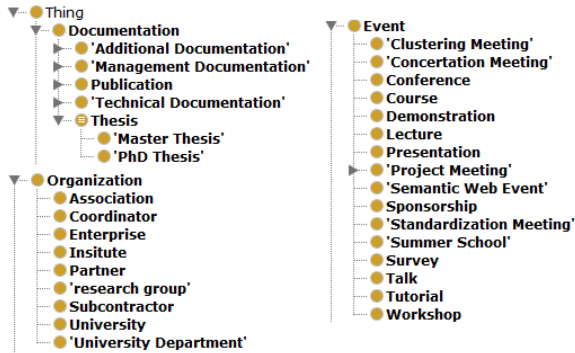 Thing
Documentation
'Additional Documentation'
'Management Documentation'
Publication
'Technical Documentation'
Thesis
'Master Thesis'
'PhD Thesis'
Organization
Association
Coordinator
Enterprise
Insitute
Partner
'research group'
Subcontractor
University
'University Department'
Event
'Clustering Meeting'
'Concertation Meeting'
Conference
Course
Demonstration
Lecture
Presentation
'Project Meeting'
'Semantic Web Event'
Sponsorship
'Standardization Meeting'
'Summer School'
Survey
Talk
Tutorial
Workshop